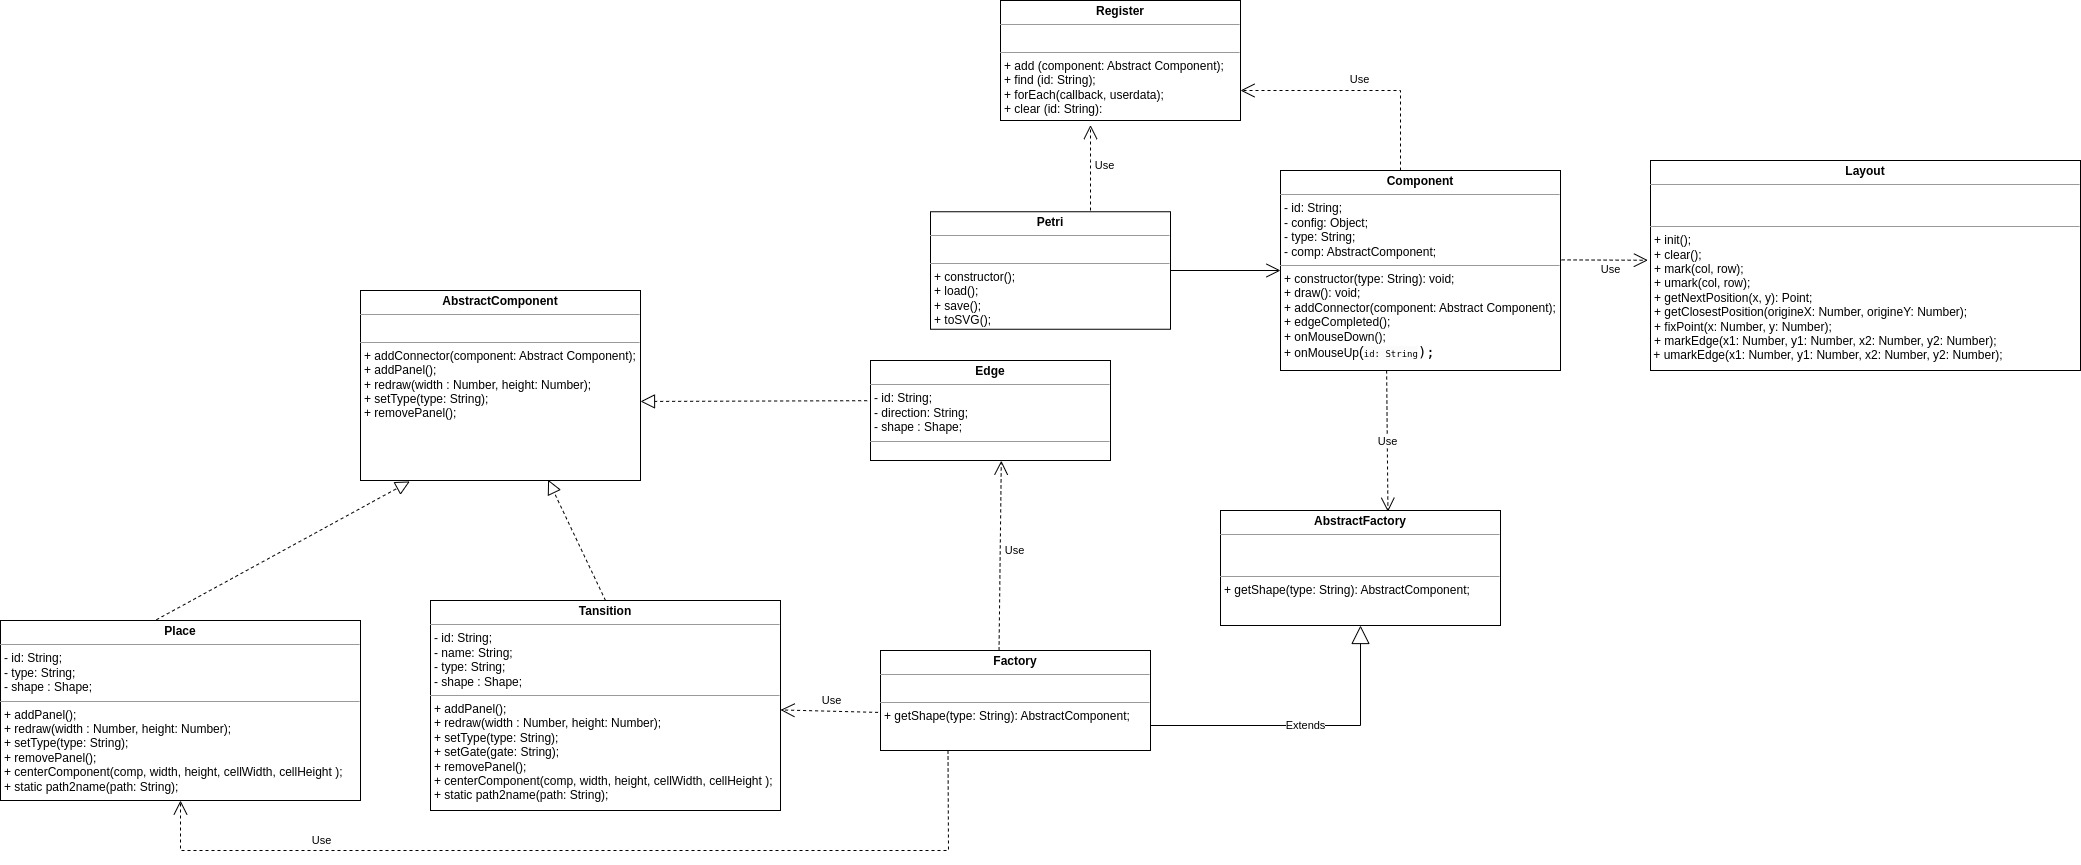 Register
+ add (component: Abstract Component);
+ find (id: String);
+ forEach(callback, userdata);
+ clear (id: String):
Use
Use
Petri
+ constructor();
+ load();
+ save();
+ toSVG();
Component
- id: String;
- config: Object;
- type: String;
- comp: AbstractComponent;
+ constructor(type: String): void;
+ draw(): void;
+ addConnector(component: Abstract Component);
+ edgeCompleted();
+ onMouseDown();
+ onMouseUp(id: String);
Use
Layout
+ init();
+ clear();
+ mark(col, row);
+ umark(col, row);
+ getNextPosition(x, y): Point;
+ getClosestPosition(origineX: Number, origineY: Number);
+ fixPoint(x: Number, y: Number);
+ markEdge(x1: Number, y1: Number, x2: Number, y2: Number);
+ umarkEdge(x1: Number, y1: Number, x2: Number, y2: Number);
AbstractComponent
+ addConnector(component: Abstract Component);
+ addPanel();
+ redraw(width : Number, height: Number);
+ setType(type: String);
+ removePanel();
Edge
- id: String;
- direction: String;
- shape : Shape;
Use
Use
AbstractFactory
+ getShape(type: String): AbstractComponent;
Place
- id: String;
- type: String;
- shape : Shape;
+ addPanel();
+ redraw(width : Number, height: Number);
+ setType(type: String);
+ removePanel();
+ centerComponent(comp, width, height, cellWidth, cellHeight );
+ static path2name(path: String);
Tansition
- id: String;
- name: String;
- type: String;
- shape : Shape;
+ addPanel();
+ redraw(width : Number, height: Number);
+ setType(type: String);
+ setGate(gate: String);
+ removePanel();
+ centerComponent(comp, width, height, cellWidth, cellHeight );
+ static path2name(path: String);
Use
Factory
+ getShape(type: String): AbstractComponent;
Extends
Use